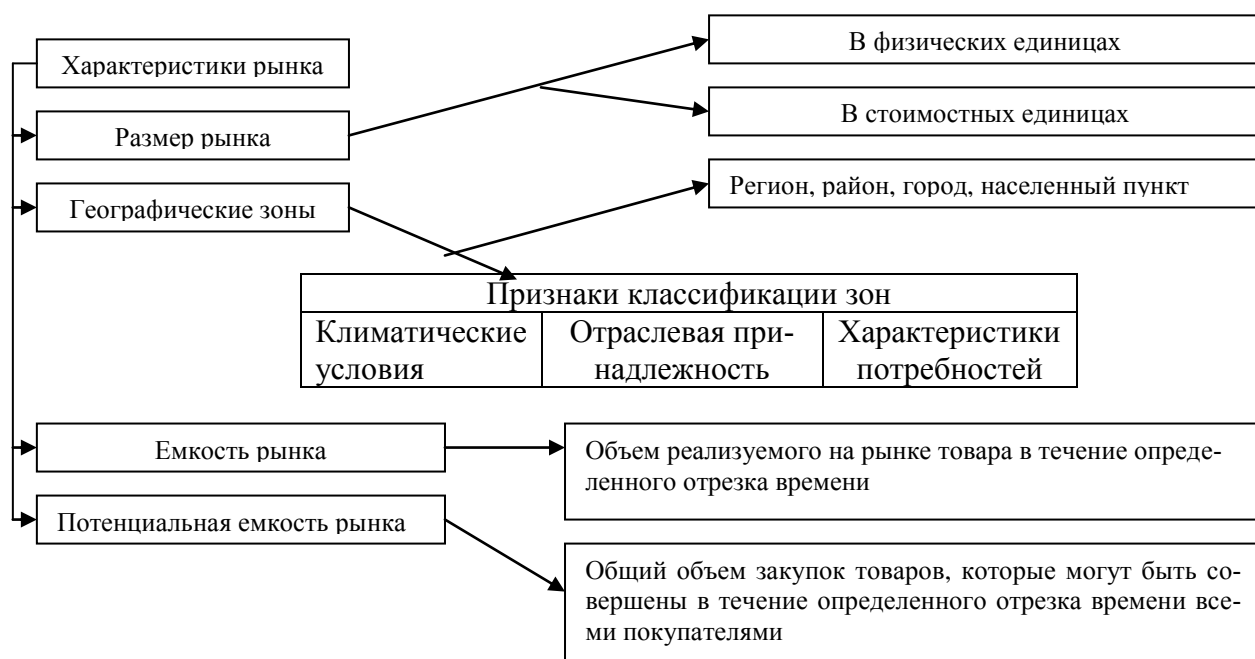 Характеристики рынка
Размер рынка
Географические зоны
В физических единицах
В стоимостных единицах
Регион, район, город, населенный пункт
Признаки классификации зон
Климатические
условия
Отраслевая при-
надлежность
Характеристики
потребностей
Емкость рынка
Объем реализуемого на рынке товара в течение опреде-
ленного отрезка времени
Потенциальная емкость рынка
Общий объем закупок товаров, которые могут быть со-
вершены в течение определенного отрезка времени все-
ми покупателями